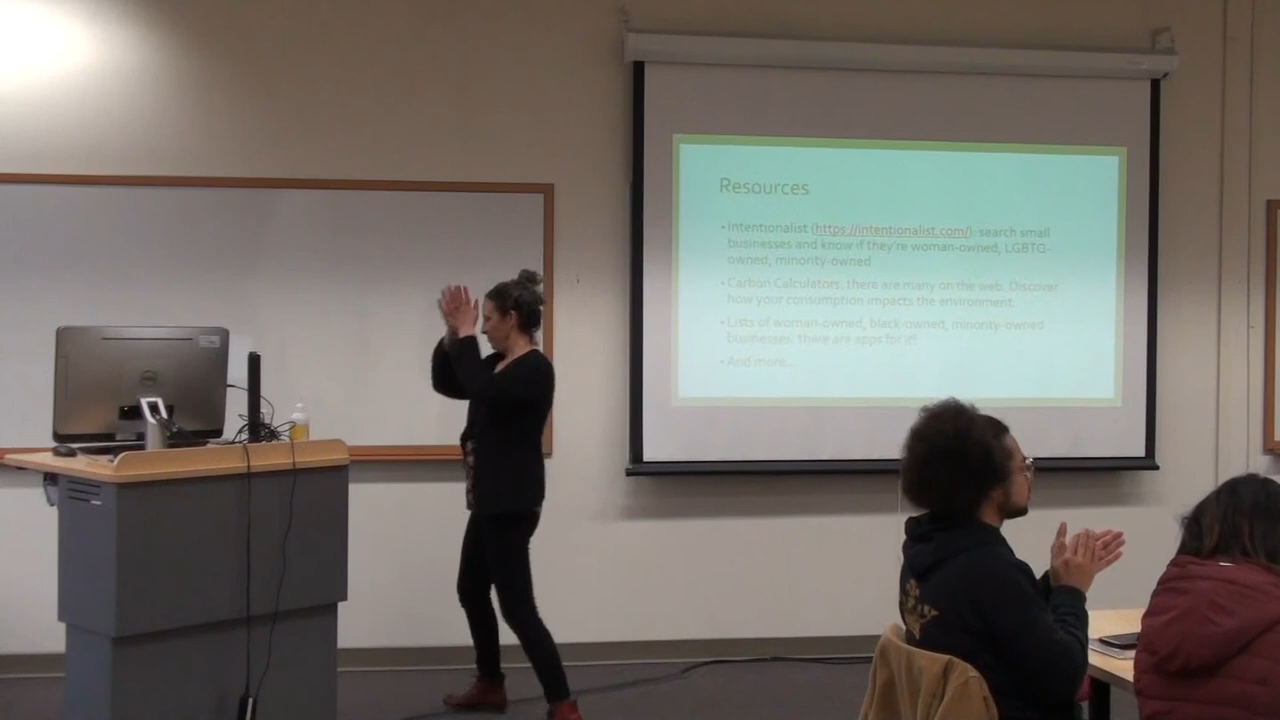 Resources
• Intentionalist (https://intentionalist.com/): search small
businesses and know if they're woman-owned, LGBTQ-
owned, minority-owned
• Carbon Calculators, there are many on the web. Discover
how your consumption impacts the environment.
• Lists of woman-owned, black-owned, minority-owned
businesses: there are apps for it!
• And more...